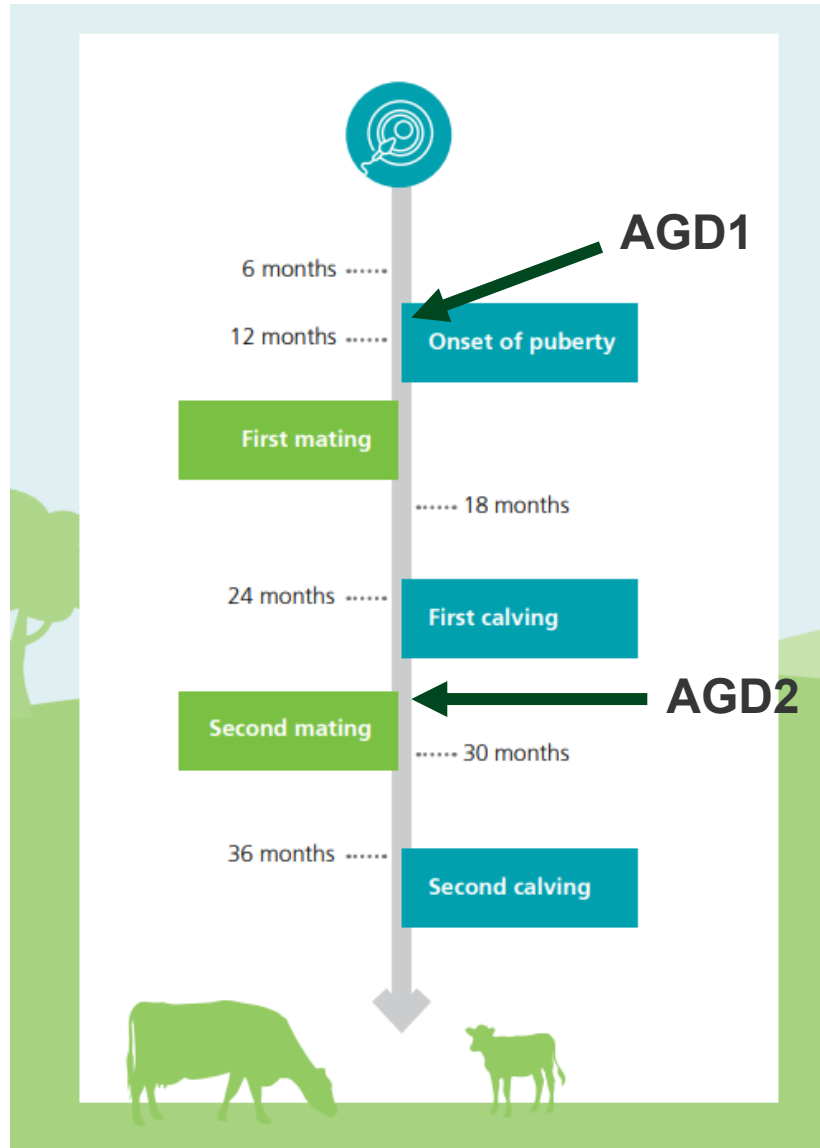 AGD1
6 months
12 months
Onset of puberty
First mating
18 months
24 months
First calving
AGD2
Second mating
30 months
36 months
Second calving